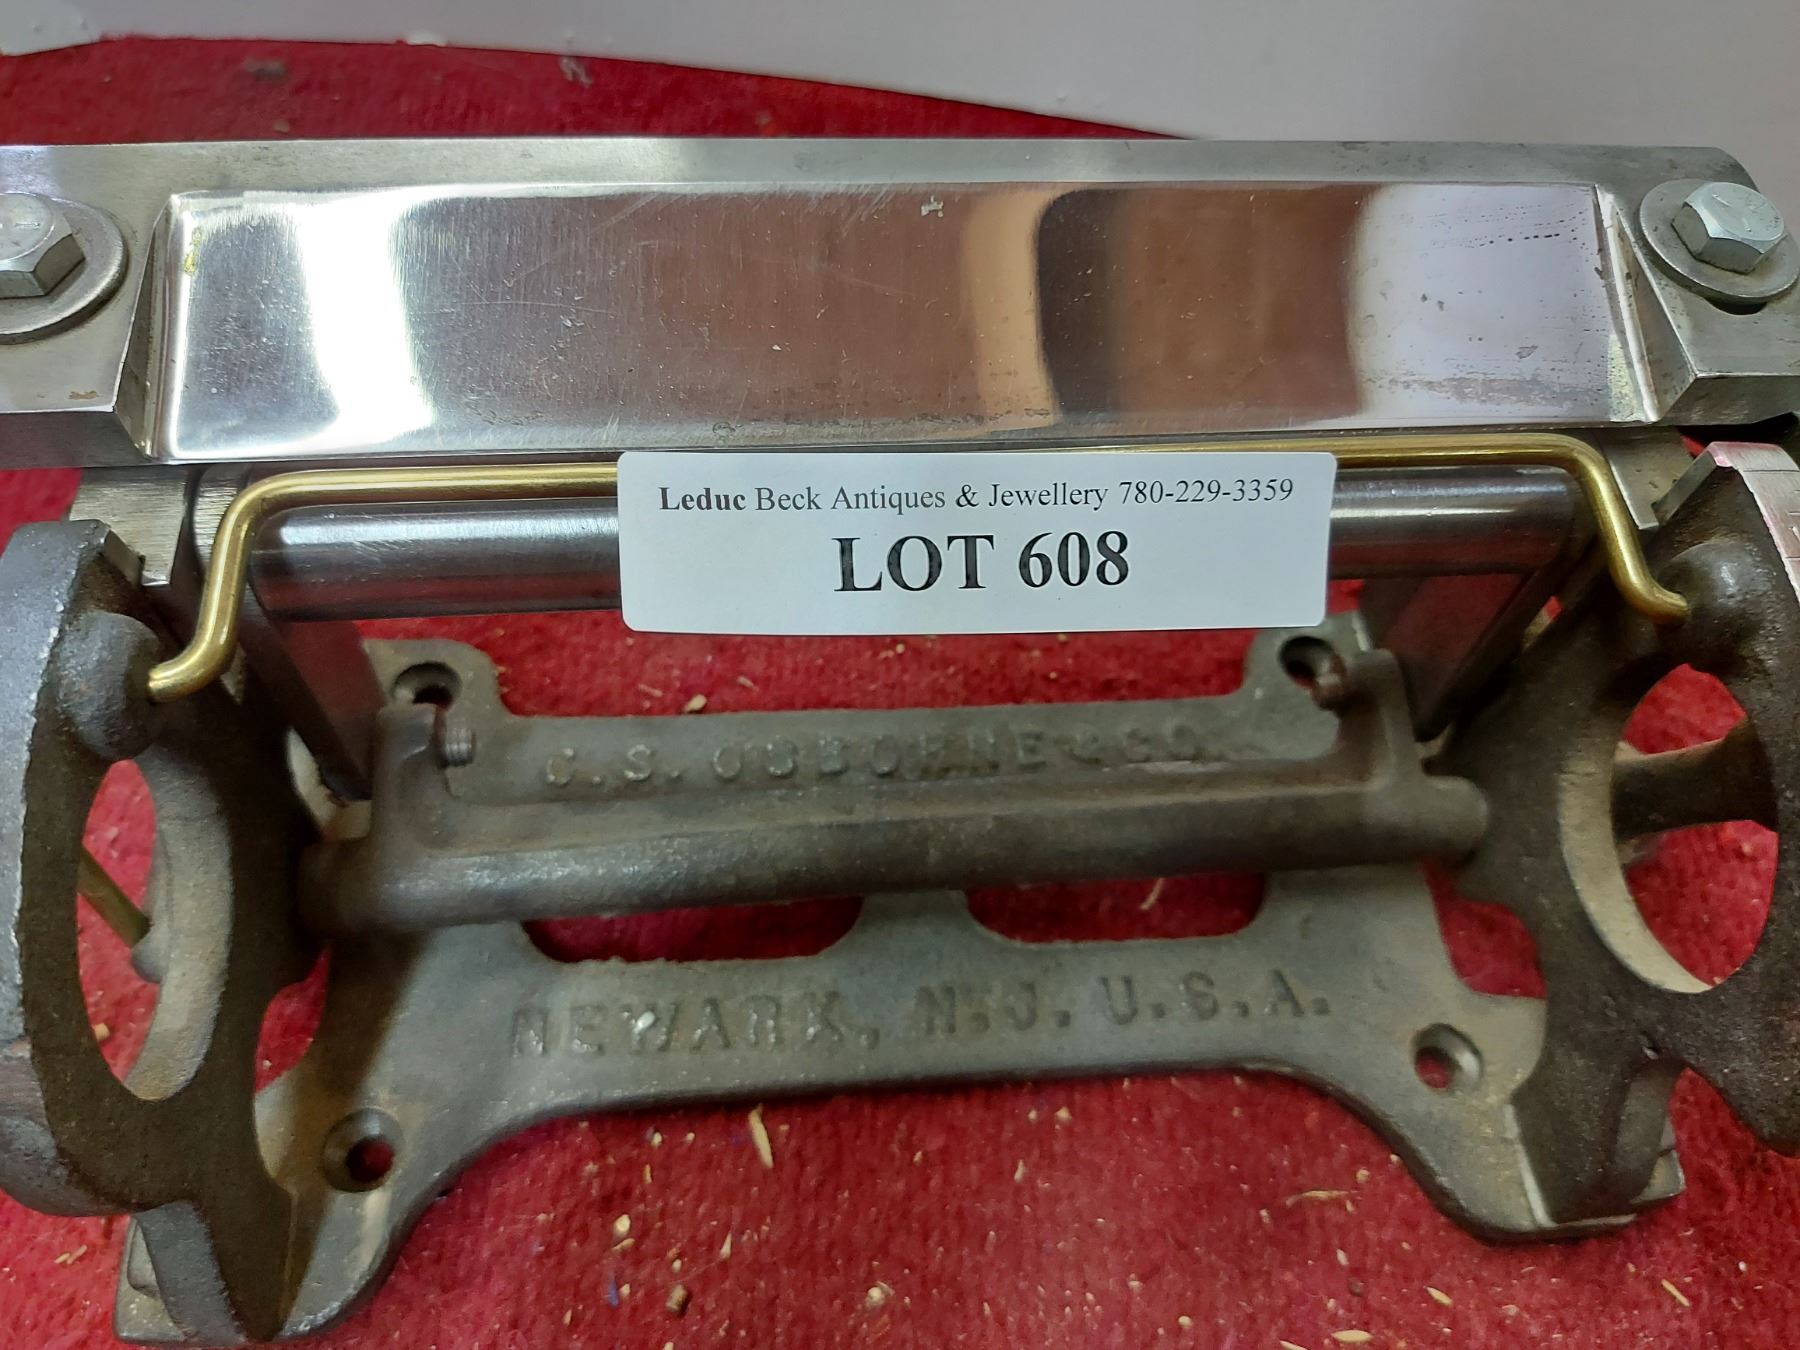 Leduc Beck Antiques & Jewellery 780-229-3359
LOT 608
C.S. OSBORNE & CO.
NEWARK, N.J. U.S.A.